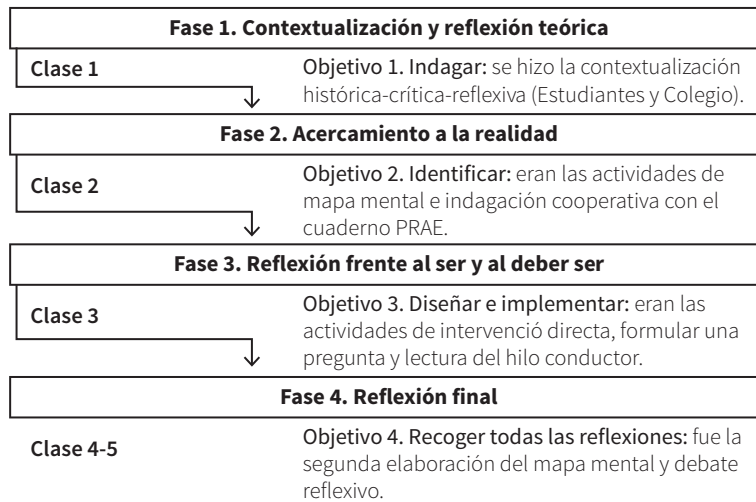 Fase 1. Contextualización y reflexión teórica
Clase 1
Objetivo 1. Indagar: se hizo la contextualización
histórica-crítica-reflexiva (Estudiantes y Colegio).
Fase 2. Acercamiento a la realidad
Clase 2
Objetivo 2. Identificar: eran las actividades de
mapa mental e indagación cooperativa con el
cuaderno PRAE.
Fase 3. Reflexión frente al ser y al deber ser
Clase 3
Objetivo 3. Diseñar e implementar: eran las
actividades de intervenció directa, formular una
pregunta y lectura del hilo conductor.
Fase 4. Reflexión final
Clase 4-5
Objetivo 4. Recoger todas las reflexiones: fue la
segunda elaboración del mapa mental y debate
reflexivo.